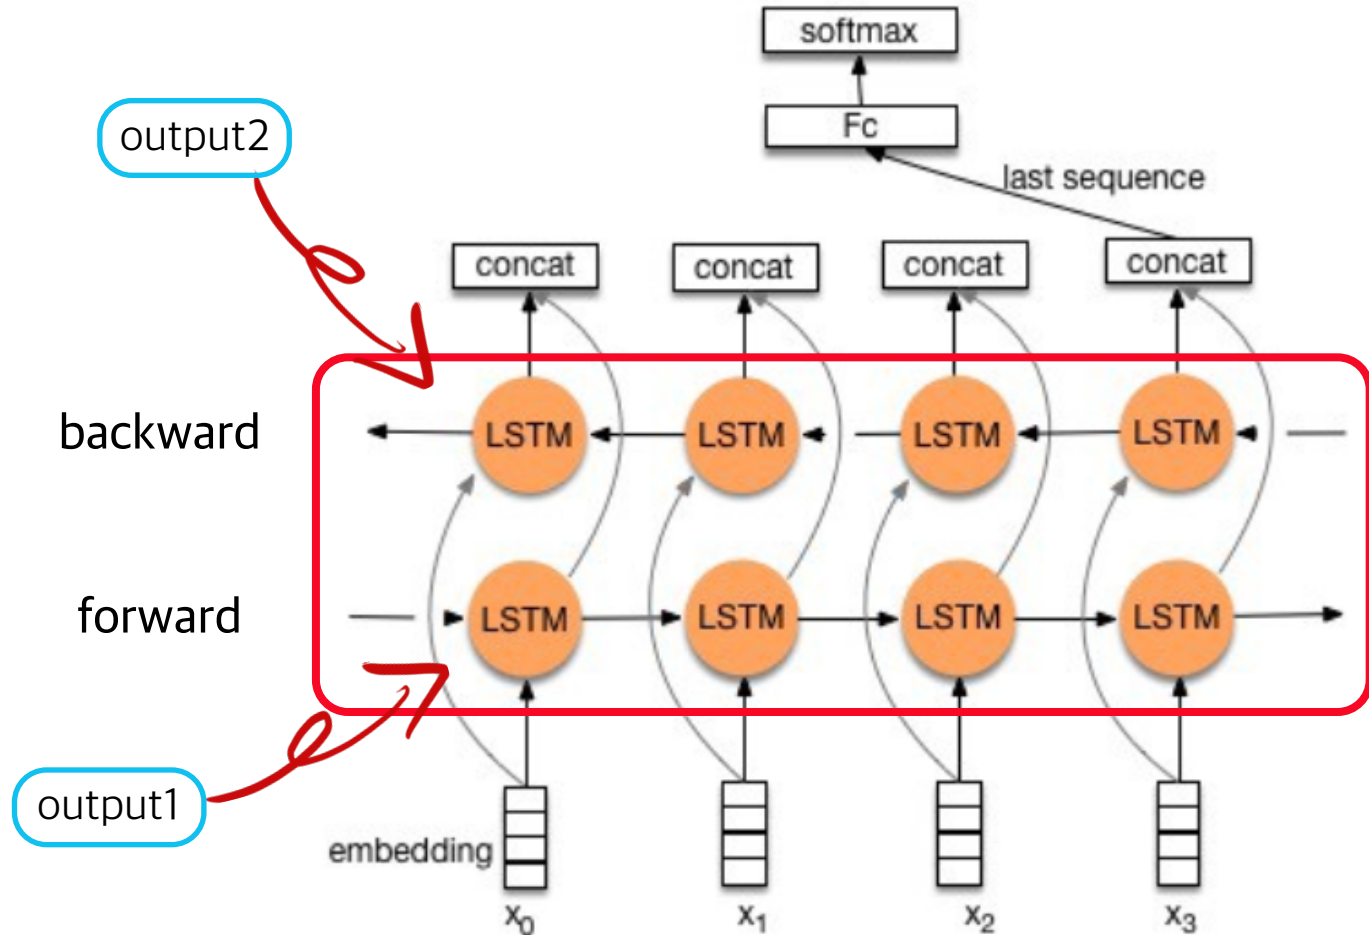 softmax
Fc
output2
last sequence
concat concat concat concat
backward LSTM LSTM LSTM LSTM
forward LSTM LSTM LSTM LSTM
output1
embedding
x0 x1 x2 x3